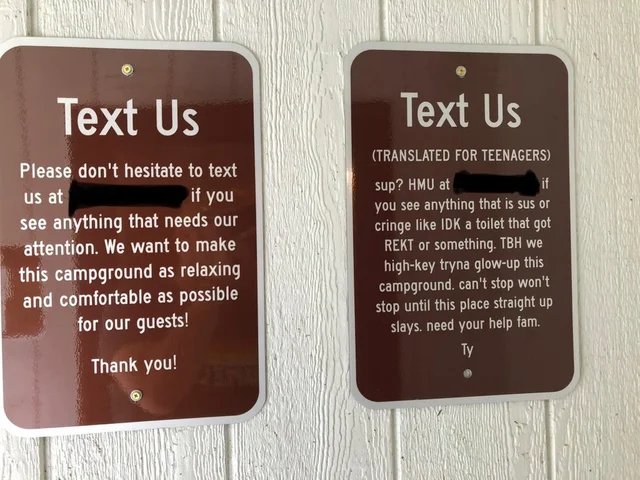 Text Us
Please don't hesitate to text
us at if you
see anything that needs our
attention. We want to make
this campground as relaxing
and comfortable as possible
for our guests!
Thank you!
Text Us
(TRANSLATED FOR TEENAGERS)
sup? HMU at if
you see anything that is sus or
cringe like IDK a toilet that got
REKT or something. TBH we
high-key tryna glow-up this
campground. can't stop won't
stop until this place straight up
slays. need your help fam.
Ty